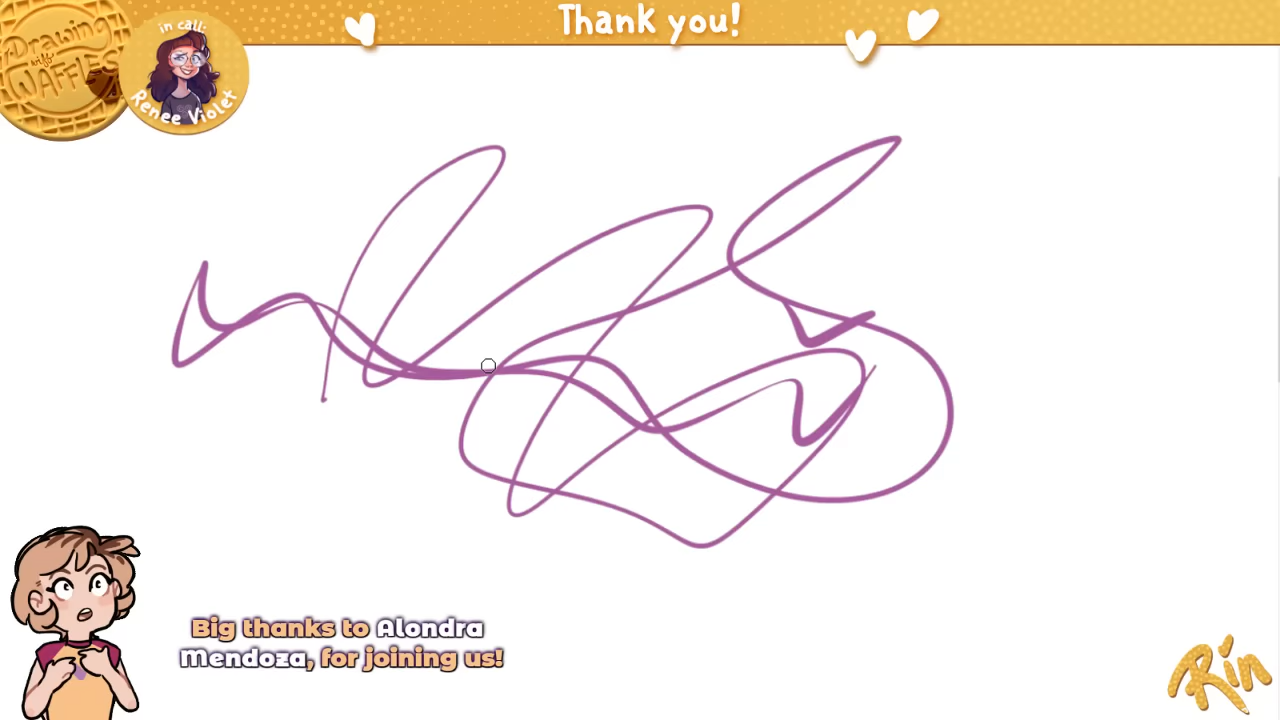 Thank you!
in call:
Drawing
with
WAFFLES
Renee Violet
Big thanks to Alondra
Mendoza, for joining us!
Rin